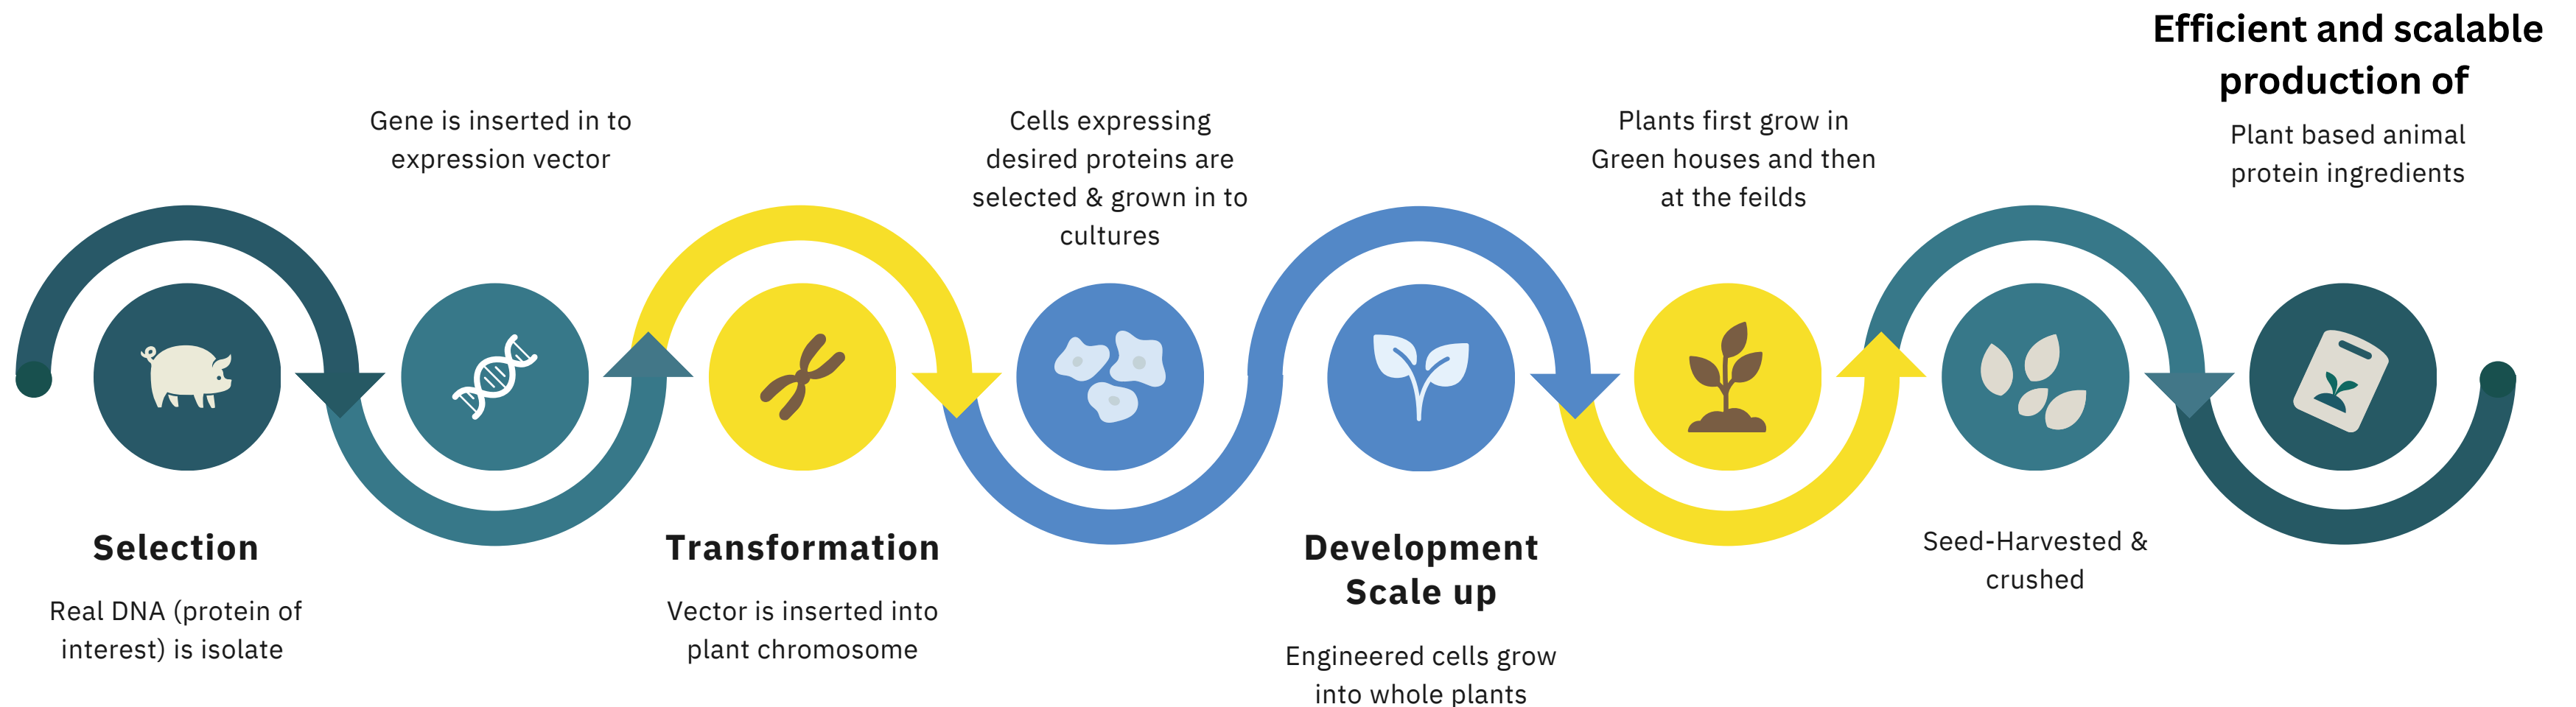 Selection
Real DNA (protein of
interest) is isolate
Gene is inserted in to
expression vector
Transformation
Vector is inserted into
plant chromosome
Cells expressing
desired proteins are
selected & grown in to
cultures
Development
Scale up
Engineered cells grow
into whole plants
Plants first grow in
Green houses and then
at the feilds
Seed-Harvested &
crushed
Efficient and scalable
production of
Plant based animal
protein ingredients